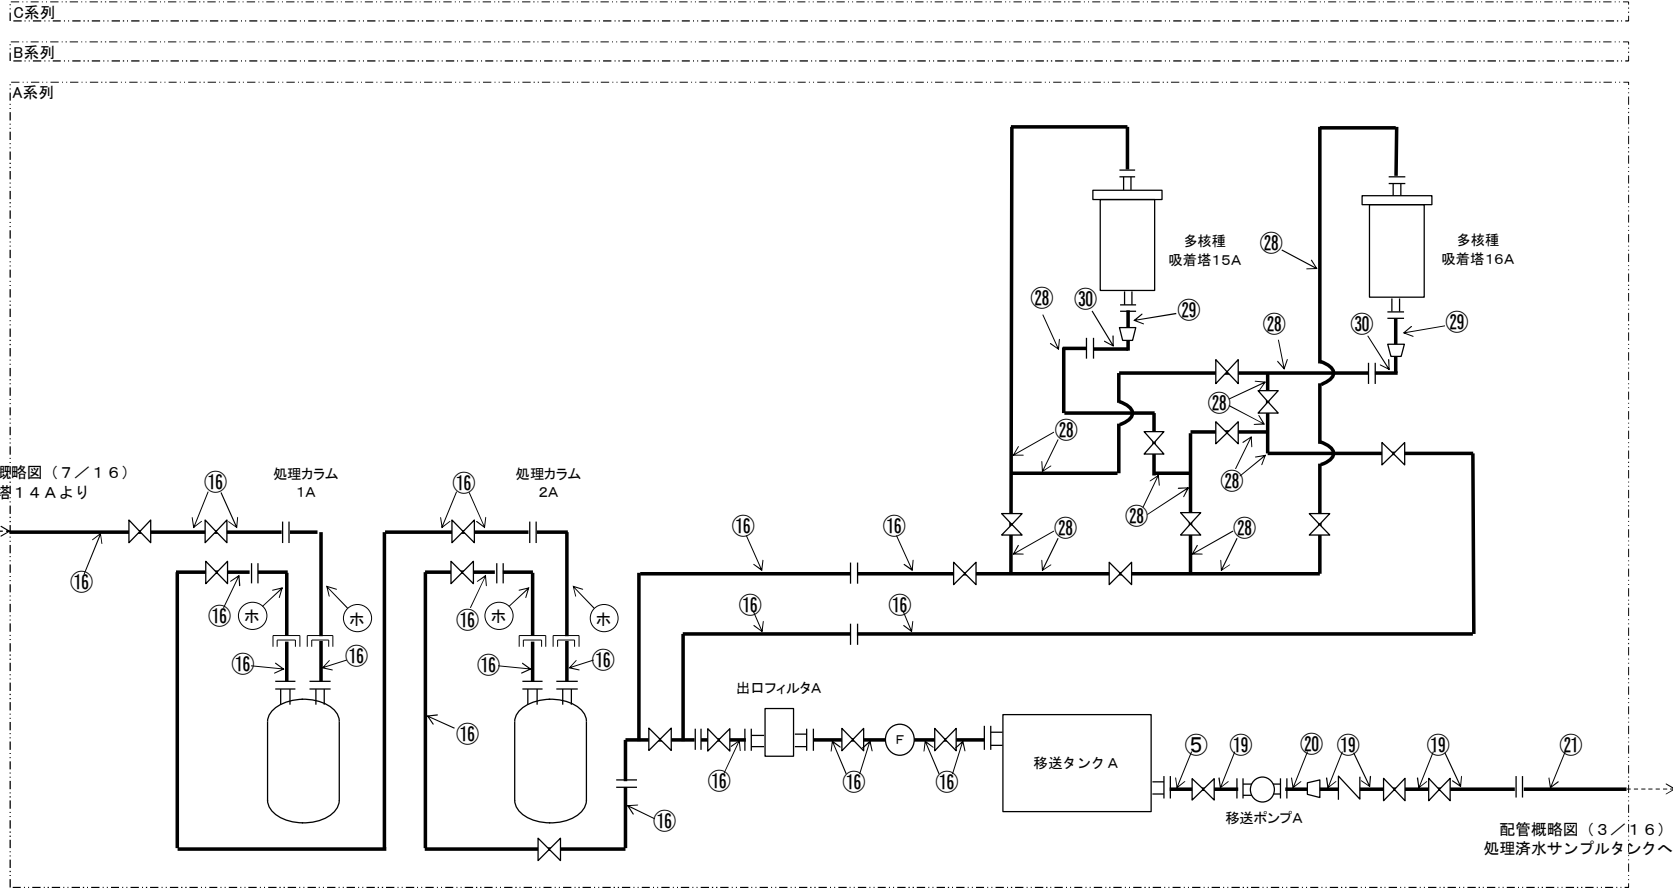 C系列
B系列
A系列
多核種
吸着塔15A
多核種
吸着塔16A
㉘
㉘
㉚
㉙
㉘
㉚
㉙
㉘
㉘
㉘
㉘
㉘
㉘
概略図（7／16）
塔14Aより
処理カラム
1A
処理カラム
2A
⑯
⑯
⑯
⑯
⑯
⑯
ホ
ホ
⑯
ホ
ホ
⑯
⑯
⑯
⑯
⑯
⑯
⑯
⑯
⑯
出口フィルタA
F
⑯
⑯
⑯
移送タンクA
⑤
⑲
⑳
⑲
⑲
㉑
移送ポンプA
配管概略図（3／16）
処理済水サンプルタンクへ